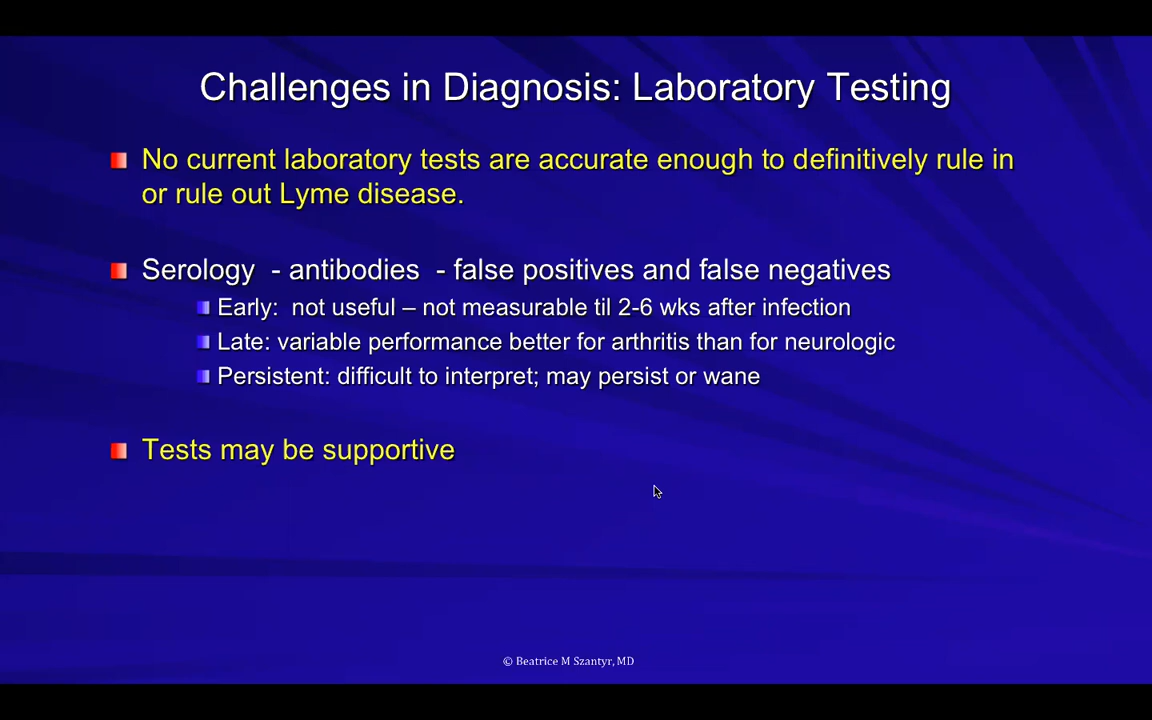 Challenges in Diagnosis: Laboratory Testing
No current laboratory tests are accurate enough to definitively rule in
or rule out Lyme disease.
Serology - antibodies - false positives and false negatives
Early: not useful – not measurable til 2-6 wks after infection
Late: variable performance better for arthritis than for neurologic
Persistent: difficult to interpret; may persist or wane
Tests may be supportive
© Beatrice M Szantyr, MD